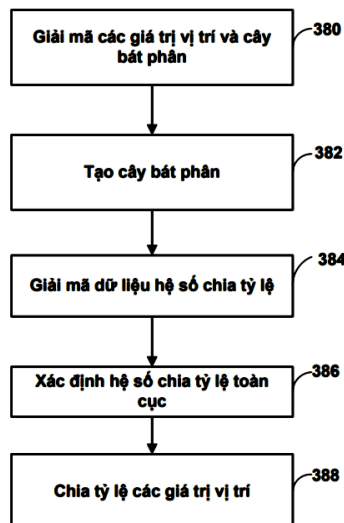 Giải mã các giá trị vị trí và cây
bát phân
380
Tạo cây bát phân
382
Giải mã dữ liệu hệ số chia tỷ lệ
384
Xác định hệ số chia tỷ lệ toàn
cục
386
Chia tỷ lệ các giá trị vị trí
388